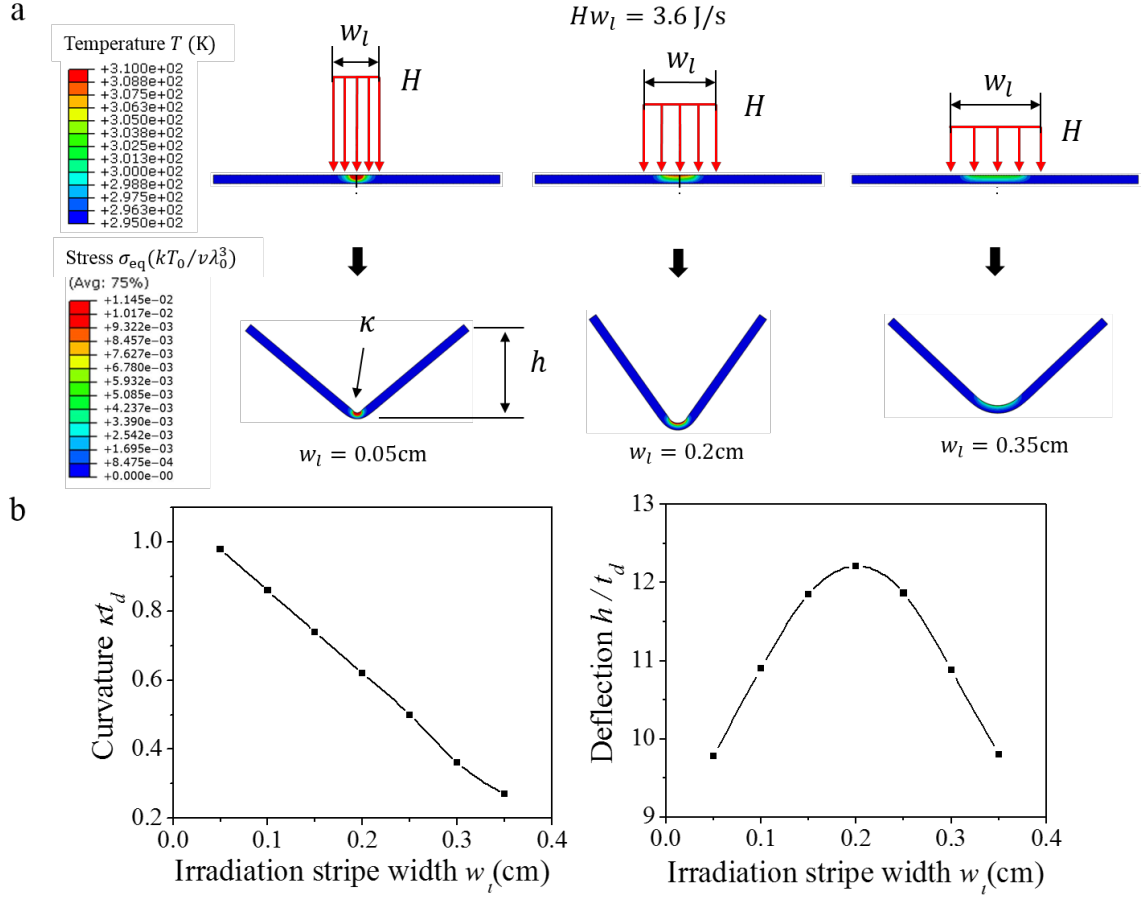 a
Hw_l = 3.6 J/s
Temperature T (K)
+3.100e+02
+3.088e+02
+3.075e+02
+3.063e+02
+3.050e+02
+3.038e+02
+3.025e+02
+3.013e+02
+3.000e+02
+2.988e+02
+2.975e+02
+2.963e+02
+2.950e+02
w_l
H
w_l
H
w_l
H
Stress σ_eq(kT_0/vλ_0^3)
(Avg: 75%)
+1.145e−02
+1.017e−02
+9.322e−03
+8.475e−03
+7.627e−03
+6.780e−03
+5.932e−03
+5.085e−03
+4.237e−03
+3.390e−03
+2.542e−03
+1.695e−03
+8.475e−04
+0.000e−00
κ
h
w_l = 0.05cm
w_l = 0.2cm
w_l = 0.35cm
b
Curvature κt_d
1.0
0.8
0.6
0.4
0.2
0.0 0.1 0.2 0.3 0.4
Irradiation stripe width w_l(cm)
Deflection h / t_d
13
12
11
10
9
0.0 0.1 0.2 0.3 0.4
Irradiation stripe width w_l(cm)